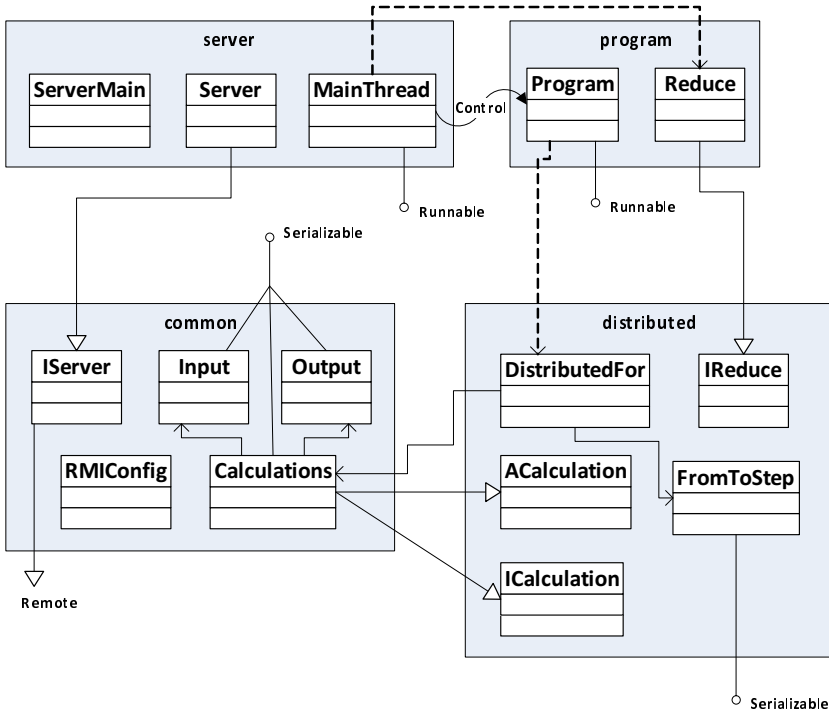 server
program
ServerMain
Server
MainThread
Program
Reduce
Control
Runnable
Runnable
Serializable
common
distributed
IServer
Input
Output
DistributedFor
IReduce
RMIConfig
Calculations
ACalculation
FromToStep
ICalculation
Remote
Serializable